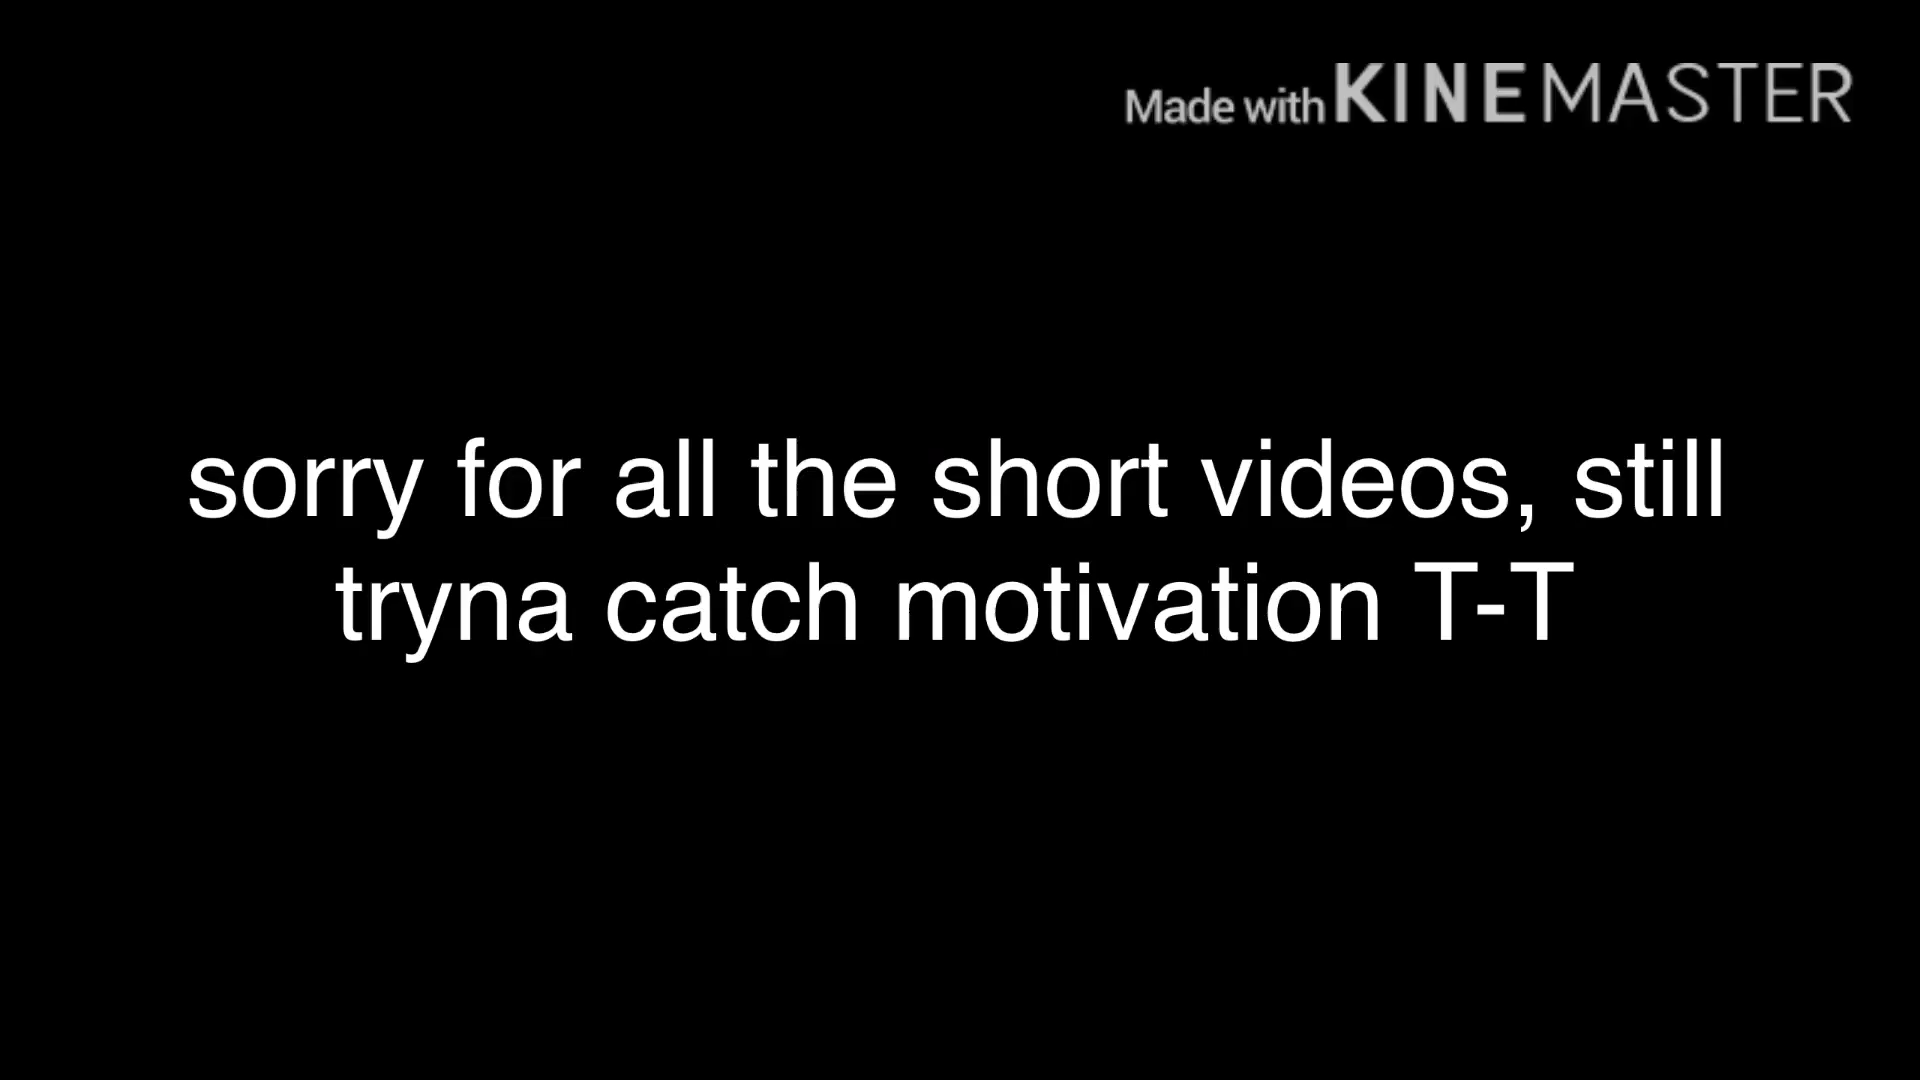 Made with KINEMASTER
sorry for all the short videos, still
tryna catch motivation T-T